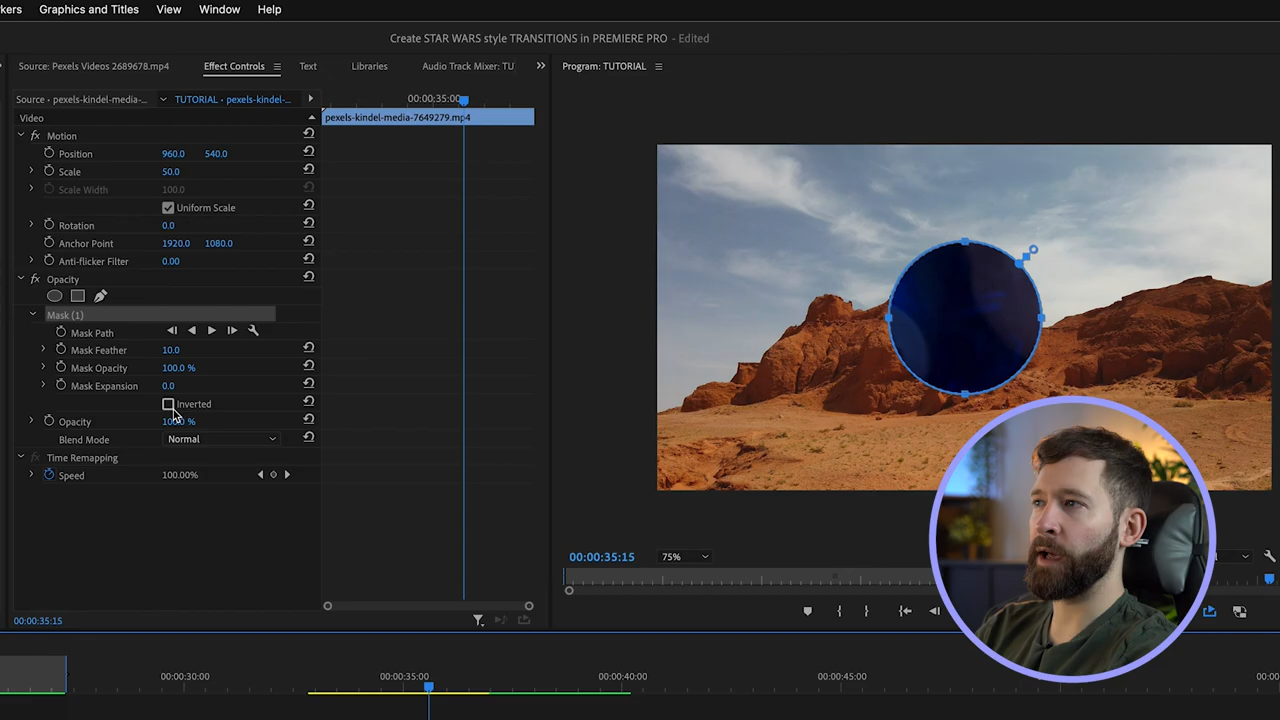 kers Graphics and Titles View Window Help
Create STAR WARS style TRANSITIONS in PREMIERE PRO - Edited
Source: Pexels Videos 2689678.mp4 Effect Controls Text Libraries Audio Track Mixer: TU
Program: TUTORIAL
Source • pexels-kindel-media-... TUTORIAL • pexels-kindel-...
00:00:35:00
Video
pexels-kindel-media-7649279.mp4
fx Motion
Position 960.0 540.0
Scale 50.0
Scale Width 100.0
Uniform Scale
Rotation 0.0
Anchor Point 1920.0 1080.0
Anti-flicker Filter 0.00
fx Opacity
Mask (1)
Mask Path
Mask Feather 10.0
Mask Opacity 100.0 %
Mask Expansion 0.0
Inverted
Opacity 100.0 %
Blend Mode Normal
fx Time Remapping
Speed 100.00%
00:00:35:15 75%
00:00:35:15
00:00:30:00 00:00:35:00 00:00:40:00 00:00:45:00